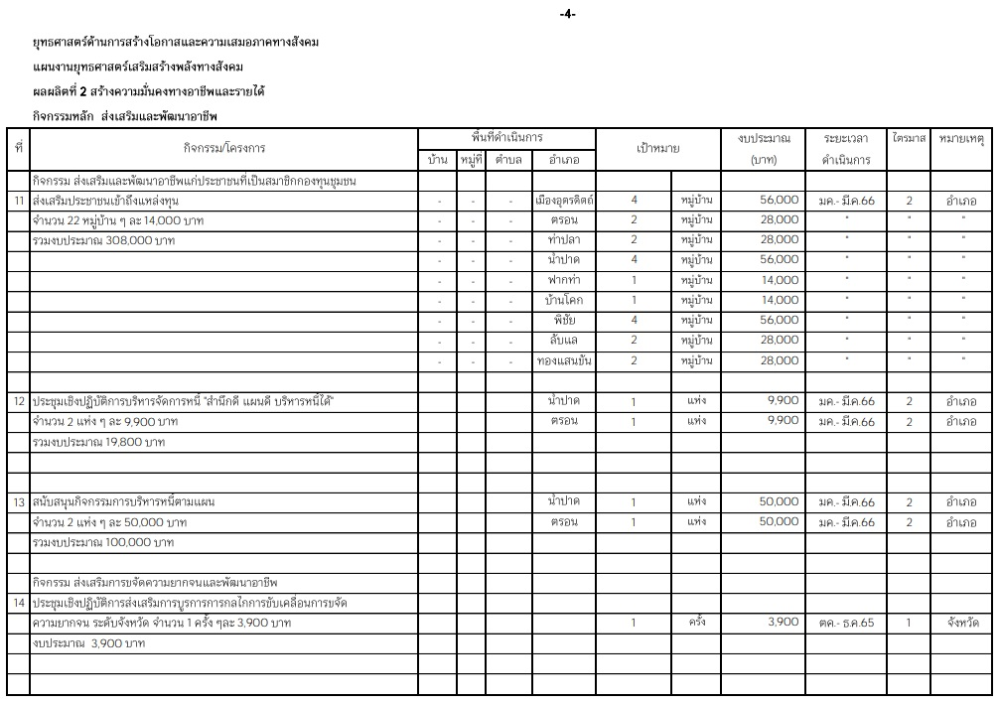 -4-
ยุทธศาสตร์ด้านการสร้างโอกาสและความเสมอภาคทางสังคม
แผนงานยุทธศาสตร์เสริมสร้างพลังทางสังคม
ผลผลิตที่ 2 สร้างความมั่นคงทางอาชีพและรายได้
กิจกรรมหลัก ส่งเสริมและพัฒนาอาชีพ
ที่ กิจกรรม/โครงการ พื้นที่ดำเนินการ เป้าหมาย งบประมาณ ระยะเวลา ไตรมาส หมายเหตุ
บ้าน หมู่ที่ ตำบล อำเภอ (บาท) ดำเนินการ
กิจกรรม ส่งเสริมและพัฒนาอาชีพแก่ประชาชนที่เป็นสมาชิกกองทุนชุมชน
11 ส่งเสริมประชาชนเข้าถึงแหล่งทุน - - - เมืองอุตรดิตถ์ 4 หมู่บ้าน 56,000 มค.- มีค.66 2 อำเภอ
จำนวน 22 หมู่บ้าน ๆ ละ 14,000 บาท - - - ตรอน 2 หมู่บ้าน 28,000 " " "
รวมงบประมาณ 308,000 บาท - - - ท่าปลา 2 หมู่บ้าน 28,000 " " "
- - - น้ำปาด 4 หมู่บ้าน 56,000 " " "
- - - ฟากท่า 1 หมู่บ้าน 14,000 " " "
- - - บ้านโคก 1 หมู่บ้าน 14,000 " " "
- - - พิชัย 4 หมู่บ้าน 56,000 " " "
- - - ลับแล 2 หมู่บ้าน 28,000 " " "
- - - ทองแสนขัน 2 หมู่บ้าน 28,000 " " "
12 ประชุมเชิงปฏิบัติการบริหารจัดการหนี้ "สำนึกดี แผนดี บริหารหนี้ได้" น้ำปาด 1 แห่ง 9,900 มค.- มีค.66 2 อำเภอ
จำนวน 2 แห่ง ๆ ละ 9,900 บาท ตรอน 1 แห่ง 9,900 มค.- มีค.66 2 อำเภอ
รวมงบประมาณ 19,800 บาท
13 สนับสนุนกิจกรรมการบริหารหนี้ตามแผน น้ำปาด 1 แห่ง 50,000 มค.- มีค.66 2 อำเภอ
จำนวน 2 แห่ง ๆ ละ 50,000 บาท ตรอน 1 แห่ง 50,000 มค.- มีค.66 2 อำเภอ
รวมงบประมาณ 100,000 บาท
กิจกรรม ส่งเสริมการขจัดความยากจนและพัฒนาอาชีพ
14 ประชุมเชิงปฏิบัติการส่งเสริมการบูรการการกลไกการขับเคลื่อนการขจัด
ความยากจน ระดับจังหวัด จำนวน 1 ครั้ง ๆละ 3,900 บาท 1 ครั้ง 3,900 ตค.- ธ.ค.65 1 จังหวัด
งบประมาณ 3,900 บาท